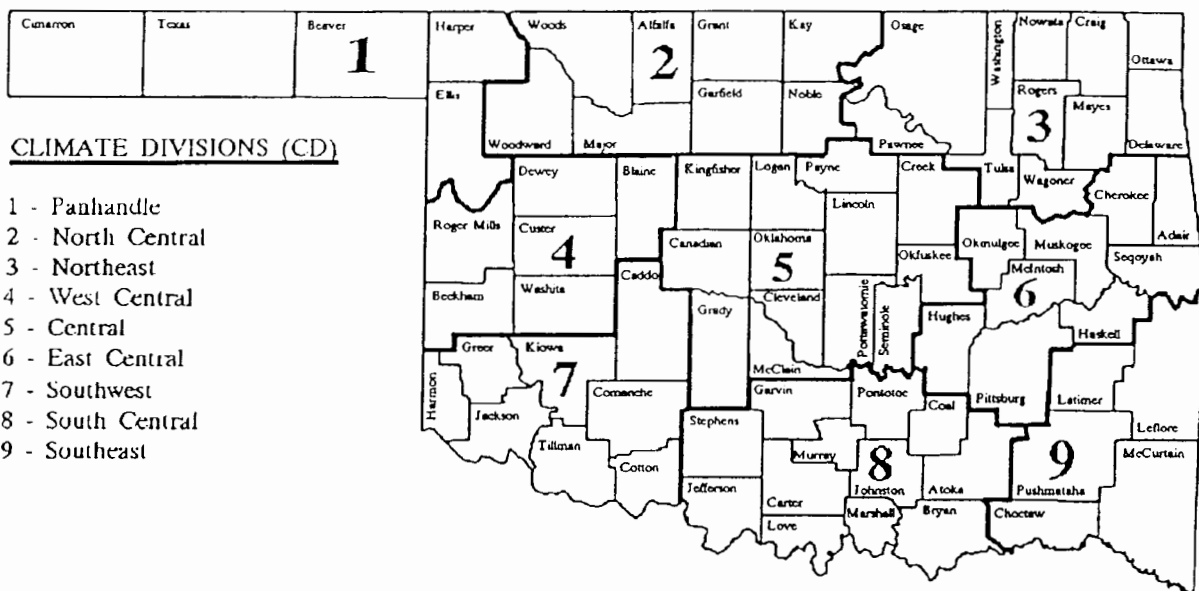 Cimarron
Texas
Beaver
1
Harper
Woods
Alfalfa
2
Grant
Kay
Osage
Washington
Nowata
Craig
Ottawa
Ellis
Woodward
Major
Garfield
Noble
Pawnee
Rogers
3
Mayes
Delaware
CLIMATE DIVISIONS (CD)
1 - Panhandle
2 - North Central
3 - Northeast
4 - West Central
5 - Central
6 - East Central
7 - Southwest
8 - South Central
9 - Southeast
Dewey
Blaine
Kingfisher
Logan
Payne
Creek
Tulsa
Wagoner
Cherokee
Adair
Roger Mills
Custer
4
Canadian
Oklahoma
5
Lincoln
Okfuskee
Okmulgee
Muskogee
Seqoyah
Beckham
Washita
Caddo
Grady
Cleveland
McClain
Pottawatomie
Seminole
Hughes
McIntosh
6
Haskell
Pittsburg
Latimer
Leflore
Harmon
Greer
Kiowa
7
Jackson
Tillman
Comanche
Cotton
Stephens
Jefferson
Garvin
Murray
Carter
Love
Pontotoc
8
Johnston
Marshall
Coal
Atoka
Bryan
9
Pushmataha
Choctaw
McCurtain